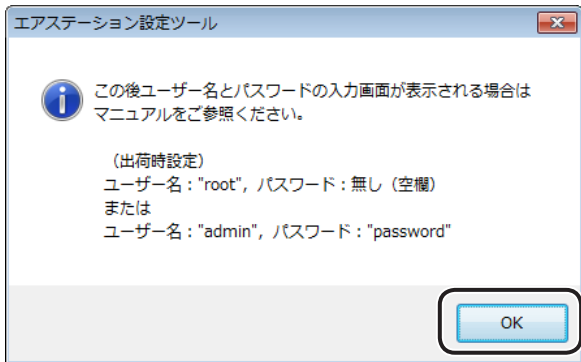 エアステーション設定ツール
この後ユーザー名とパスワードの入力画面が表示される場合は
マニュアルをご参照ください。
（出荷時設定）
ユーザー名："root", パスワード：無し（空欄）
または
ユーザー名："admin", パスワード："password"
OK